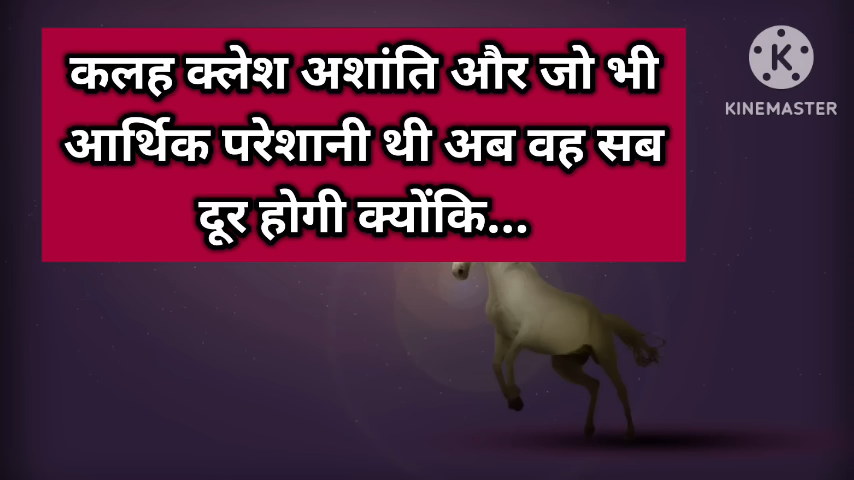 कलह क्लेश अशांति और जो भी
आर्थिक परेशानी थी अब वह सब
दूर होगी क्योंकि...
K
KINEMASTER